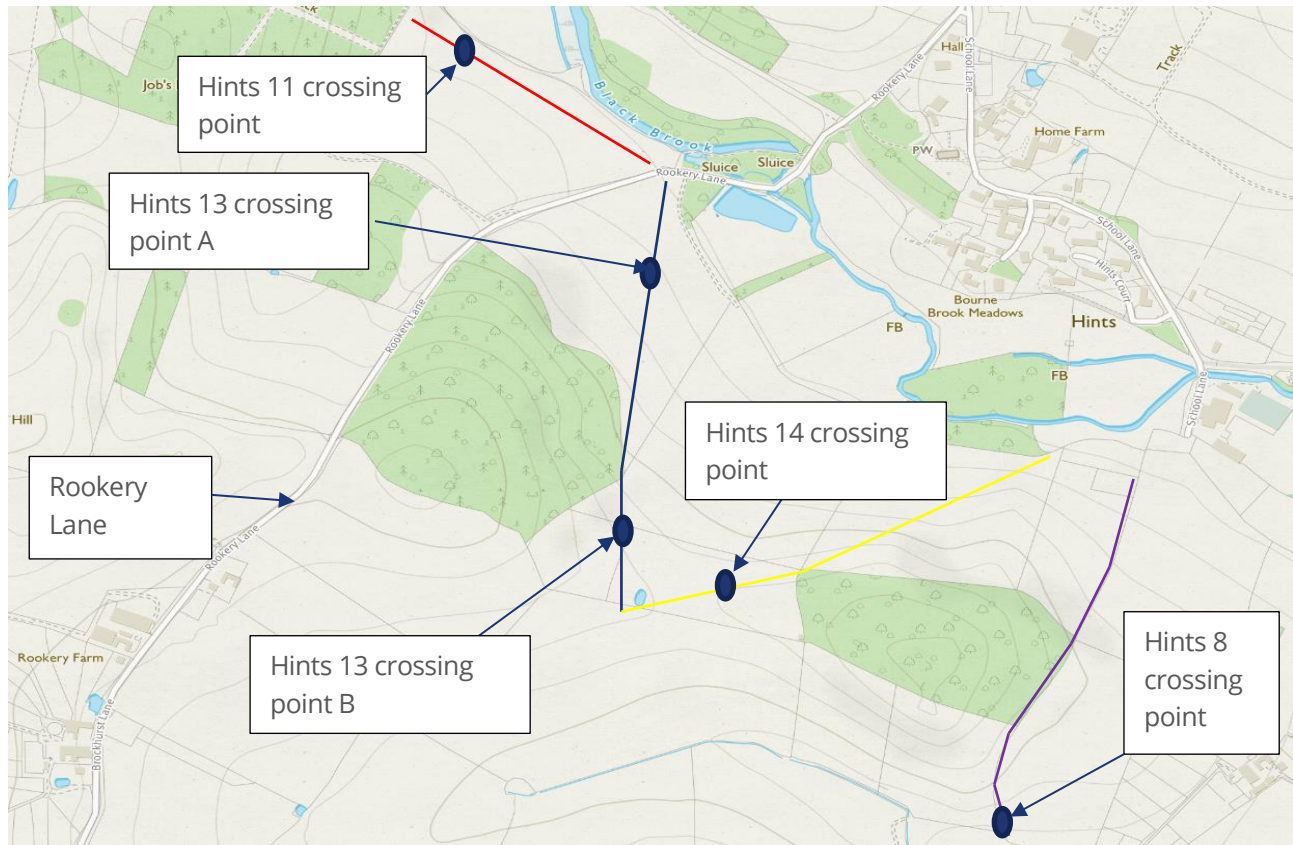 Job's
Hints 11 crossing
point
Black Brook
Sluice
Sluice
Rookery Lane
Rookery Lane
School Lane
Hall
Track
Home Farm
PW
Hints 13 crossing
point A
Rookery Lane
School Lane
Hints Court
Bourne
Brook Meadows
Hints
FB
FB
School Lane
Hill
Hints 14 crossing
point
Rookery
Lane
Rookery Lane
Rookery Farm
Brockhurst Lane
Hints 13 crossing
point B
Hints 8
crossing
point